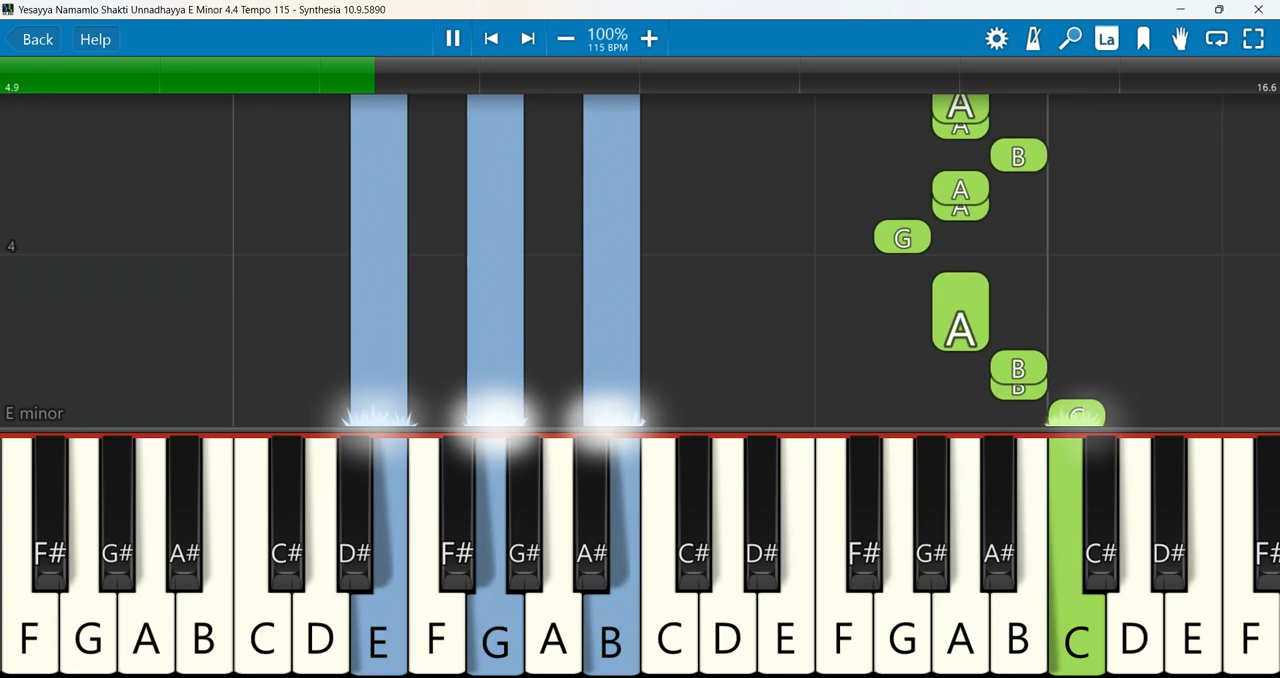 Yesayya Namamlo Shakti Unnadhayya E Minor 4.4 Tempo 115 - Synthesia 10.9.5890
Back Help 100% La
115 BPM
4.9 16.6
A
A
B
A
A
G
4
A
B
B
E minor G
F# G# A# C# D# F# G# A# C# D# F# G# A# C# D# F#
F G A B C D E F G A B C D E F G A B C D E F